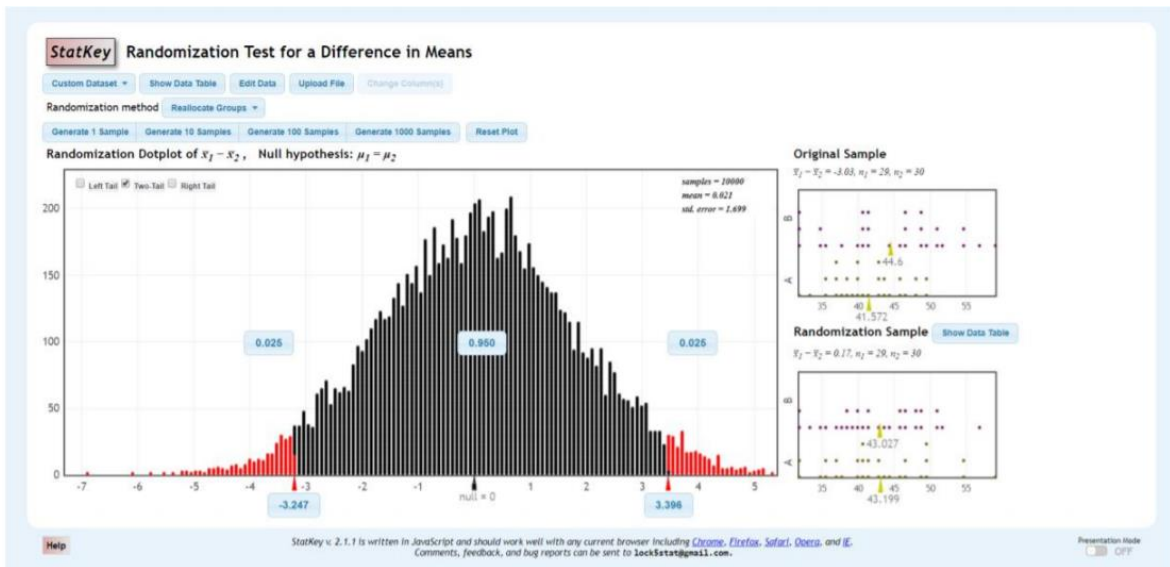 StatKey Randomization Test for a Difference in Means
Custom Dataset Show Data Table Edit Data Upload File Change Column(s)
Randomization method Reallocate Groups
Generate 1 Sample Generate 10 Samples Generate 100 Samples Generate 1000 Samples Reset Plot
Randomization Dotplot of x̄₁ − x̄₂ , Null hypothesis: μ₁ = μ₂
Left Tail Two-Tail Right Tail
samples = 10000
mean = 0.021
std. error = 1.699
200
150
100
50
0
0.025 0.950 0.025
-7 -6 -5 -4 -3 -2 -1 0 1 2 3 4 5
null = 0
-3.247 3.396
Original Sample
x̄₁ − x̄₂ = -3.03, n₁ = 29, n₂ = 30
B
44.6
A
35 40 45 50 55
41.572
Randomization Sample Show Data Table
x̄₁ − x̄₂ = 0.17, n₁ = 29, n₂ = 30
B
43.027
A
35 40 45 50 55
43.199
Help
StatKey v. 2.1.1 is written in JavaScript and should work well with any current browser including Chrome, Firefox, Safari, Opera, and IE.
Comments, feedback, and bug reports can be sent to lock5stat@gmail.com.
Presentation Mode
OFF